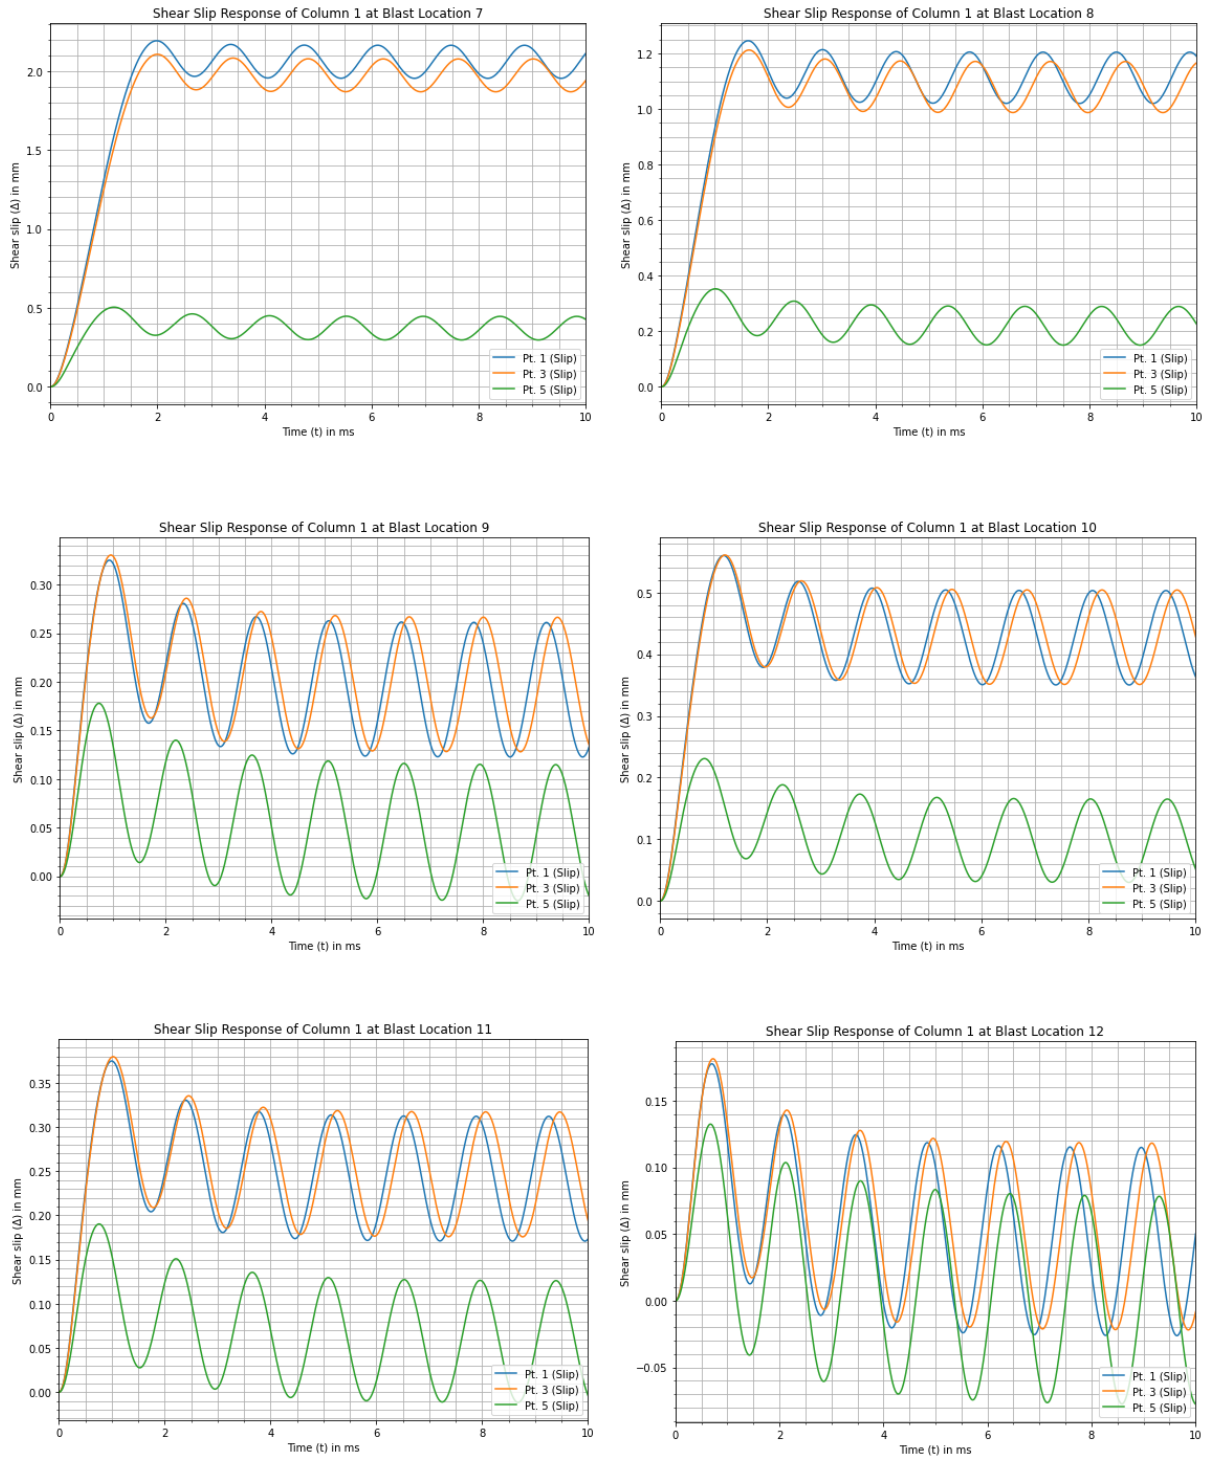 Shear Slip Response of Column 1 at Blast Location 7
2.0
1.5
1.0
0.5
0.0
Shear slip (Δ) in mm
Pt. 1 (Slip)
Pt. 3 (Slip)
Pt. 5 (Slip)
0 2 4 6 8 10
Time (t) in ms
Shear Slip Response of Column 1 at Blast Location 8
1.2
1.0
0.8
0.6
0.4
0.2
0.0
Shear slip (Δ) in mm
Pt. 1 (Slip)
Pt. 3 (Slip)
Pt. 5 (Slip)
0 2 4 6 8 10
Time (t) in ms
Shear Slip Response of Column 1 at Blast Location 9
0.30
0.25
0.20
0.15
0.10
0.05
0.00
Shear slip (Δ) in mm
Pt. 1 (Slip)
Pt. 3 (Slip)
Pt. 5 (Slip)
0 2 4 6 8 10
Time (t) in ms
Shear Slip Response of Column 1 at Blast Location 10
0.5
0.4
0.3
0.2
0.1
0.0
Shear slip (Δ) in mm
Pt. 1 (Slip)
Pt. 3 (Slip)
Pt. 5 (Slip)
0 2 4 6 8 10
Time (t) in ms
Shear Slip Response of Column 1 at Blast Location 11
0.35
0.30
0.25
0.20
0.15
0.10
0.05
0.00
Shear slip (Δ) in mm
Pt. 1 (Slip)
Pt. 3 (Slip)
Pt. 5 (Slip)
0 2 4 6 8 10
Time (t) in ms
Shear Slip Response of Column 1 at Blast Location 12
0.15
0.10
0.05
0.00
−0.05
Shear slip (Δ) in mm
Pt. 1 (Slip)
Pt. 3 (Slip)
Pt. 5 (Slip)
0 2 4 6 8 10
Time (t) in ms